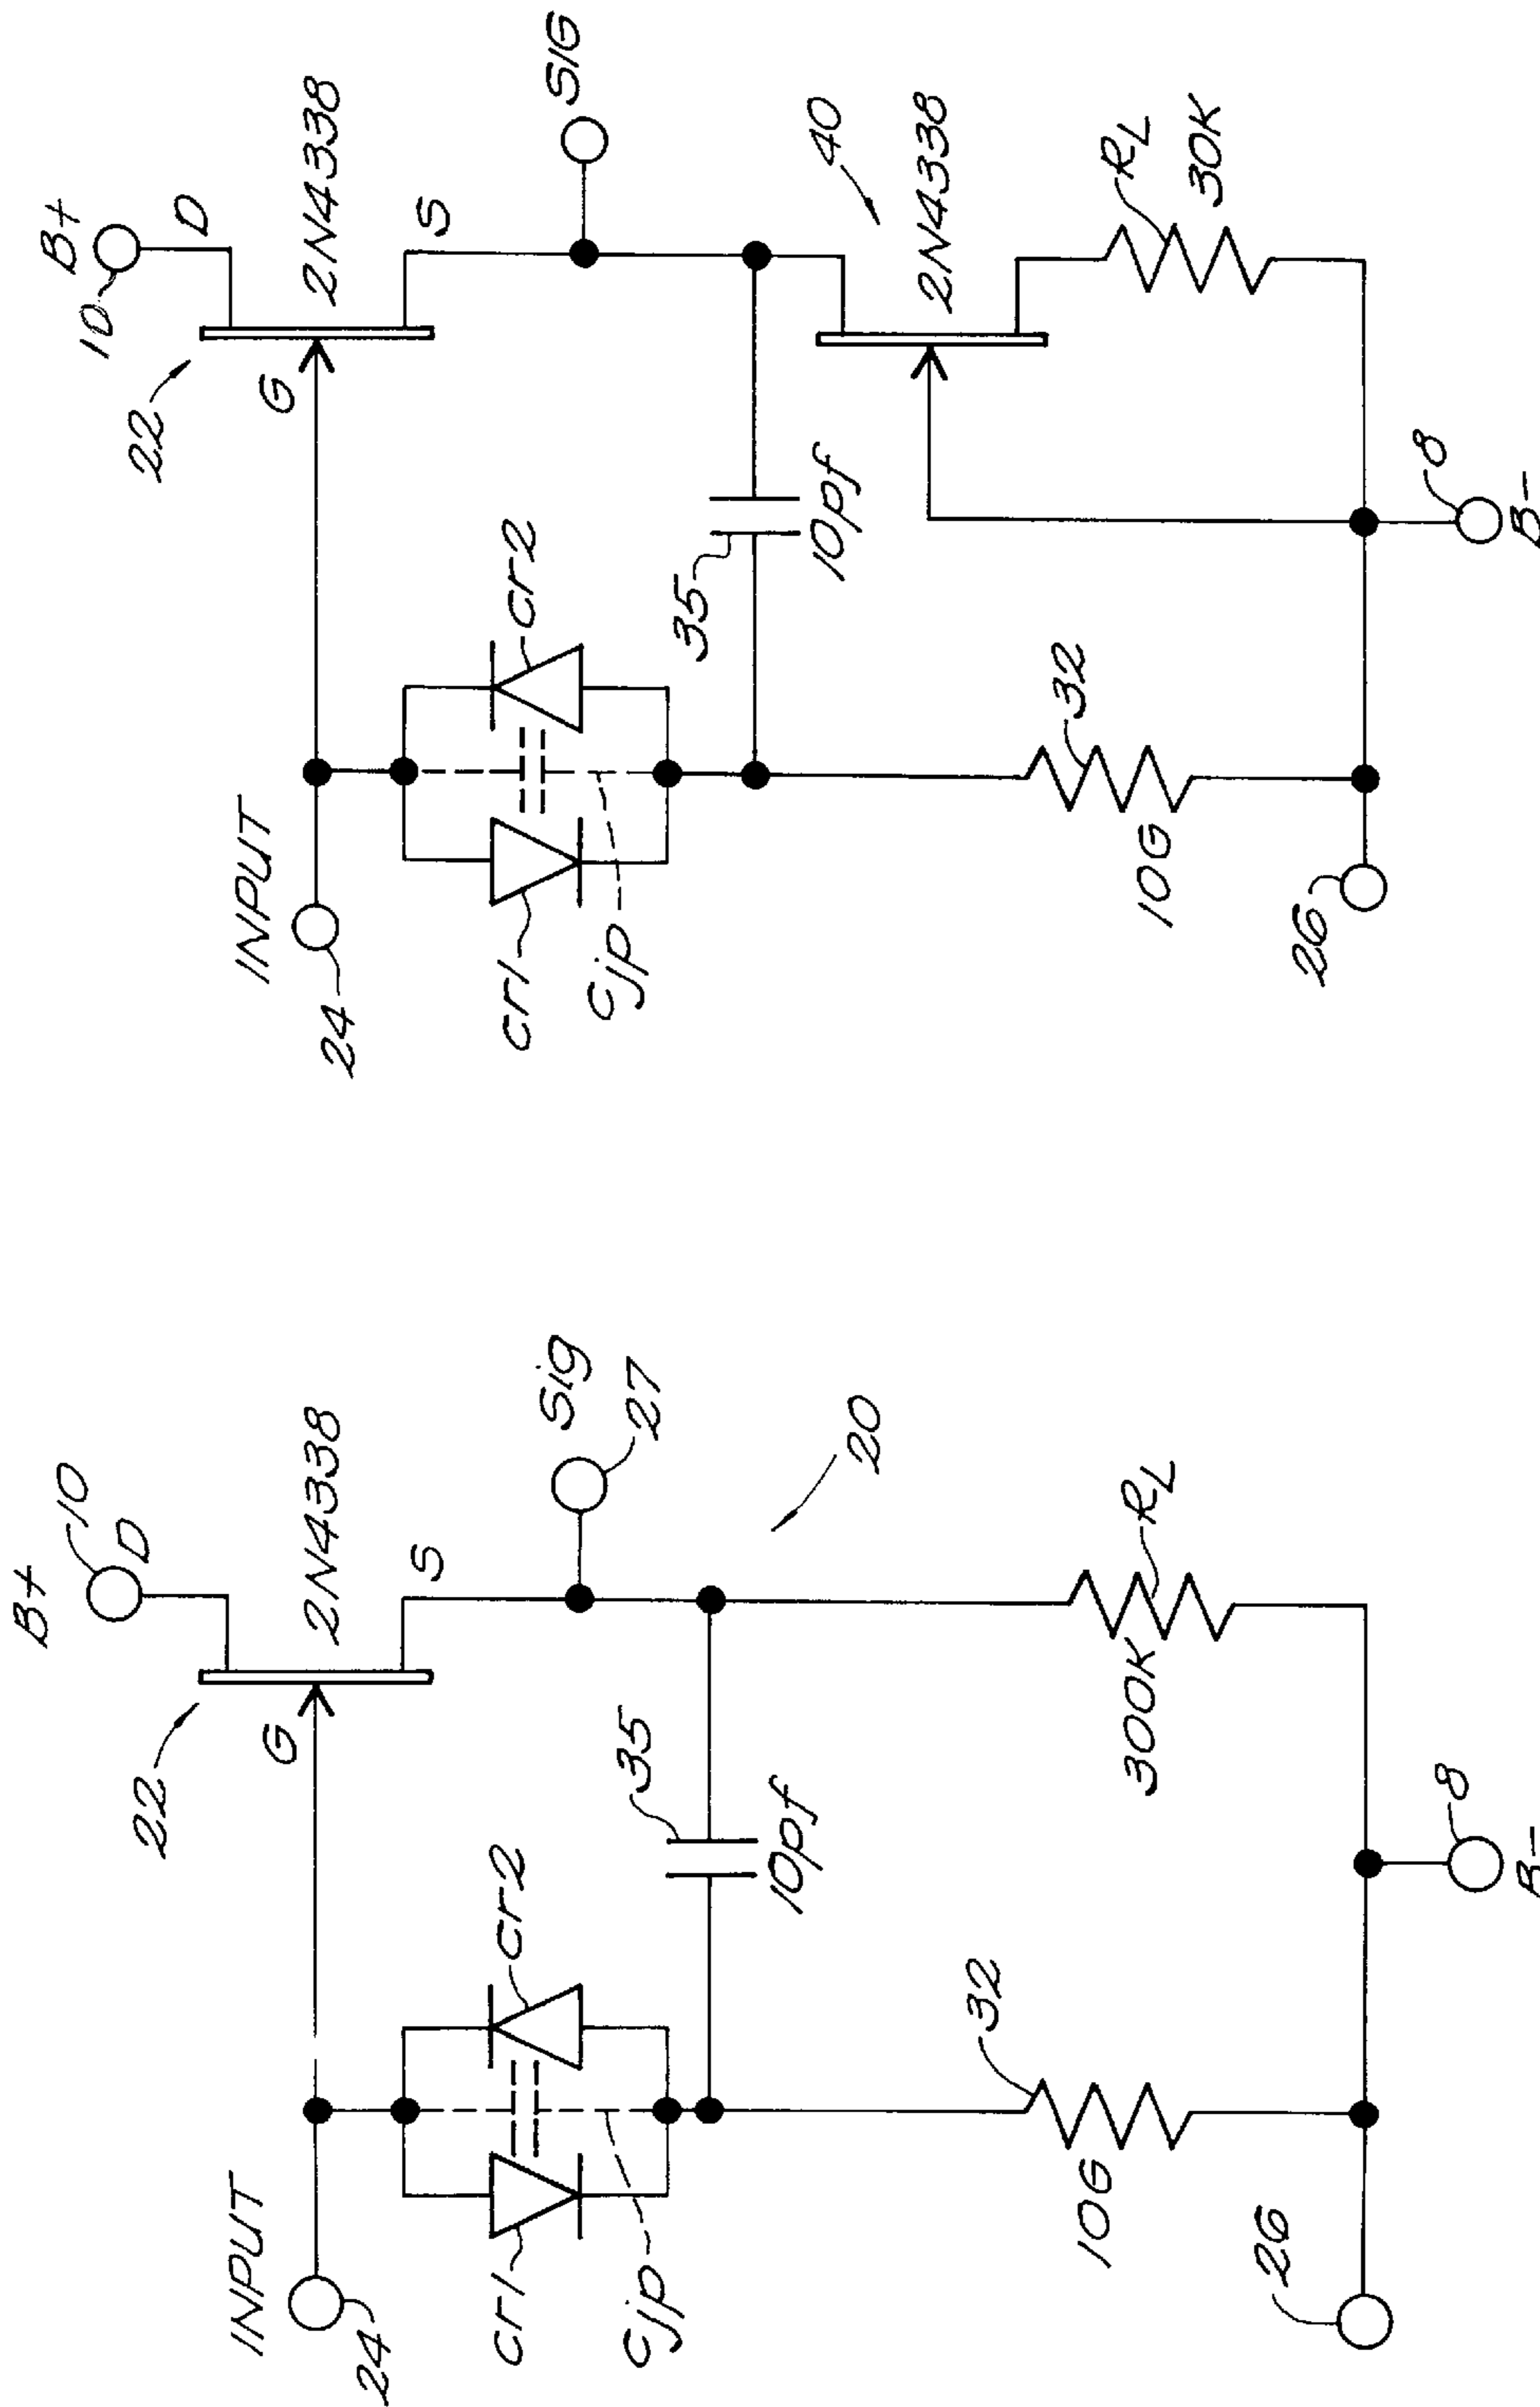 B+
10
D
22
2N4338
G
S
INPUT
24
Sig
27
cr1
cr2
Cjp
35
10pf
20
32
10G
300K
RL
26
8
B-
B+
10
D
22
2N4338
G
S
INPUT
24
SIG
cr1
cr2
Cjp
35
10pf
40
2N4338
32
10G
RL
30K
26
8
B-